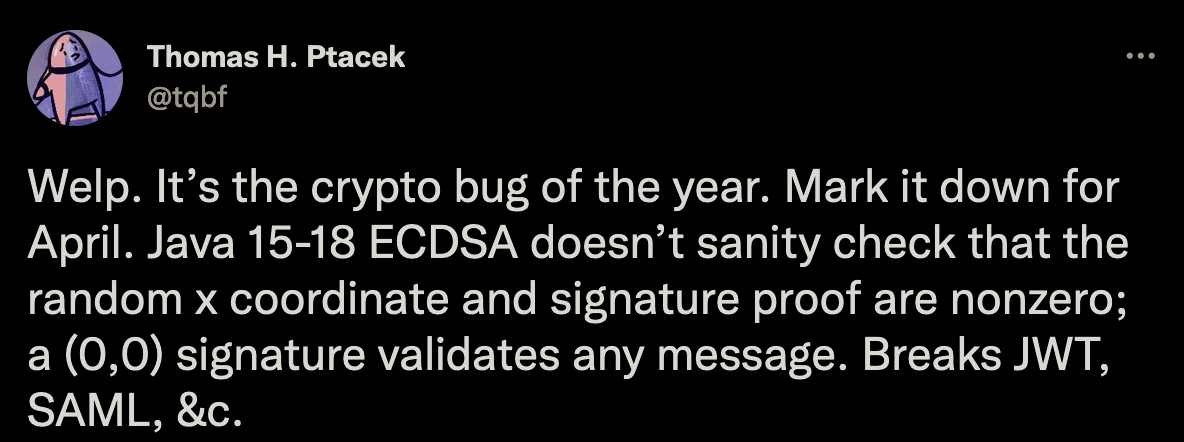 Thomas H. Ptacek
@tqbf
Welp. It’s the crypto bug of the year. Mark it down for
April. Java 15-18 ECDSA doesn’t sanity check that the
random x coordinate and signature proof are nonzero;
a (0,0) signature validates any message. Breaks JWT,
SAML, &c.